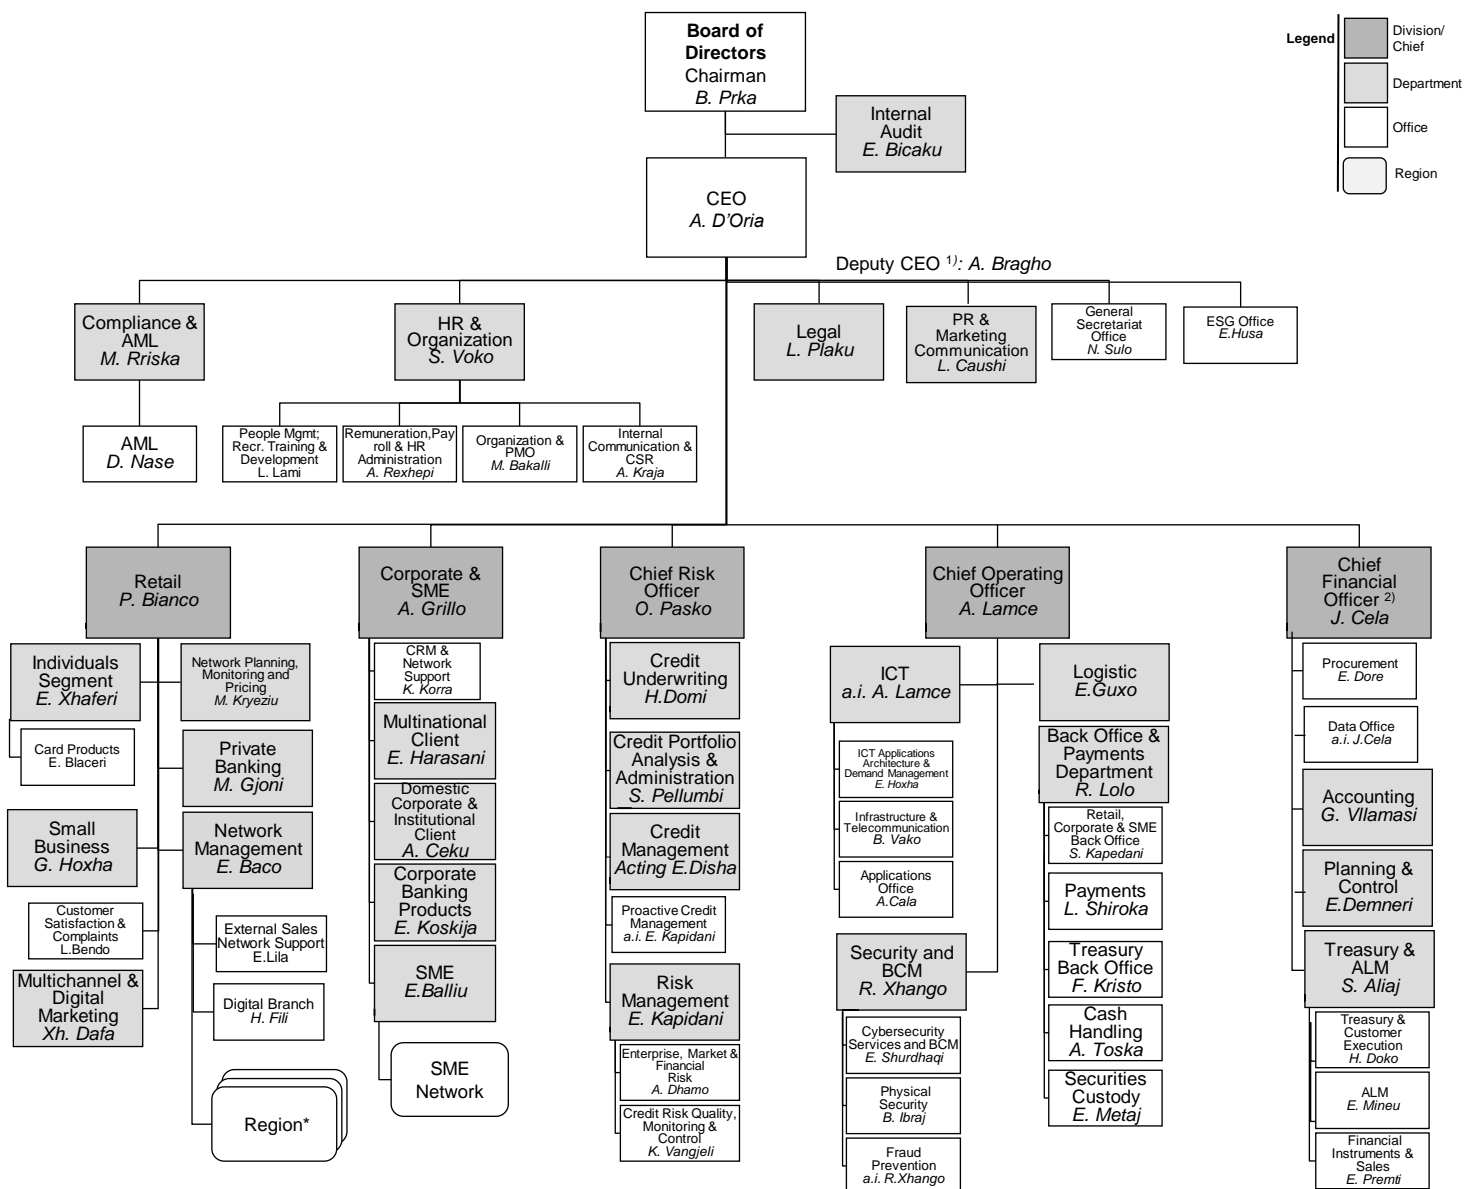 Board of
Directors
Chairman
B. Prka
Internal
Audit
E. Bicaku
Legend
Division/
Chief
Department
Office
Region
CEO
A. D'Oria
Deputy CEO ¹⁾: A. Bragho
Compliance &
AML
M. Rriska
HR &
Organization
S. Voko
Legal
L. Plaku
PR &
Marketing
Communication
L. Caushi
General
Secretariat
Office
N. Sulo
ESG Office
E.Husa
AML
D. Nase
People Mgmt;
Recr. Training &
Development
L. Lami
Remuneration,Pay
roll & HR
Administration
A. Rexhepi
Organization &
PMO
M. Bakalli
Internal
Communication &
CSR
A. Kraja
Retail
P. Bianco
Individuals
Segment
E. Xhaferi
Card Products
E. Blaceri
Small
Business
G. Hoxha
Customer
Satisfaction &
Complaints
L.Bendo
Multichannel &
Digital
Marketing
Xh. Dafa
Network Planning,
Monitoring and
Pricing
M. Kryeziu
Private
Banking
M. Gjoni
Network
Management
E. Baco
External Sales
Network Support
E.Lila
Digital Branch
H. Fili
Region*
Corporate &
SME
A. Grillo
CRM &
Network
Support
K. Korra
Multinational
Client
E. Harasani
Domestic
Corporate &
Institutional
Client
A. Ceku
Corporate
Banking
Products
E. Koskija
SME
E.Balliu
SME
Network
Chief Risk
Officer
O. Pasko
Credit
Underwriting
H.Domi
Credit Portfolio
Analysis &
Administration
S. Pellumbi
Credit
Management
Acting E.Disha
Proactive Credit
Management
a.i. E. Kapidani
Risk
Management
E. Kapidani
Enterprise, Market &
Financial
Risk
A. Dhamo
Credit Risk Quality,
Monitoring &
Control
K. Vangjeli
Chief Operating
Officer
A. Lamce
ICT
a.i. A. Lamce
ICT Applications
Architecture &
Demand Management
E. Hoxha
Infrastructure &
Telecommunication
B. Vako
Applications
Office
A.Cala
Security and
BCM
R. Xhango
Cybersecurity
Services and BCM
E. Shurdhaqi
Physical
Security
B. Ibraj
Fraud
Prevention
a.i. R.Xhango
Logistic
E.Guxo
Back Office &
Payments
Department
R. Lolo
Retail,
Corporate & SME
Back Office
S. Kapedani
Payments
L. Shiroka
Treasury
Back Office
F. Kristo
Cash
Handling
A. Toska
Securities
Custody
E. Metaj
Chief
Financial
Officer ²⁾
J. Cela
Procurement
E. Dore
Data Office
a.i. J.Cela
Accounting
G. Vllamasi
Planning &
Control
E.Demneri
Treasury &
ALM
S. Aliaj
Treasury &
Customer
Execution
H. Doko
ALM
E. Mineu
Financial
Instruments &
Sales
E. Premti